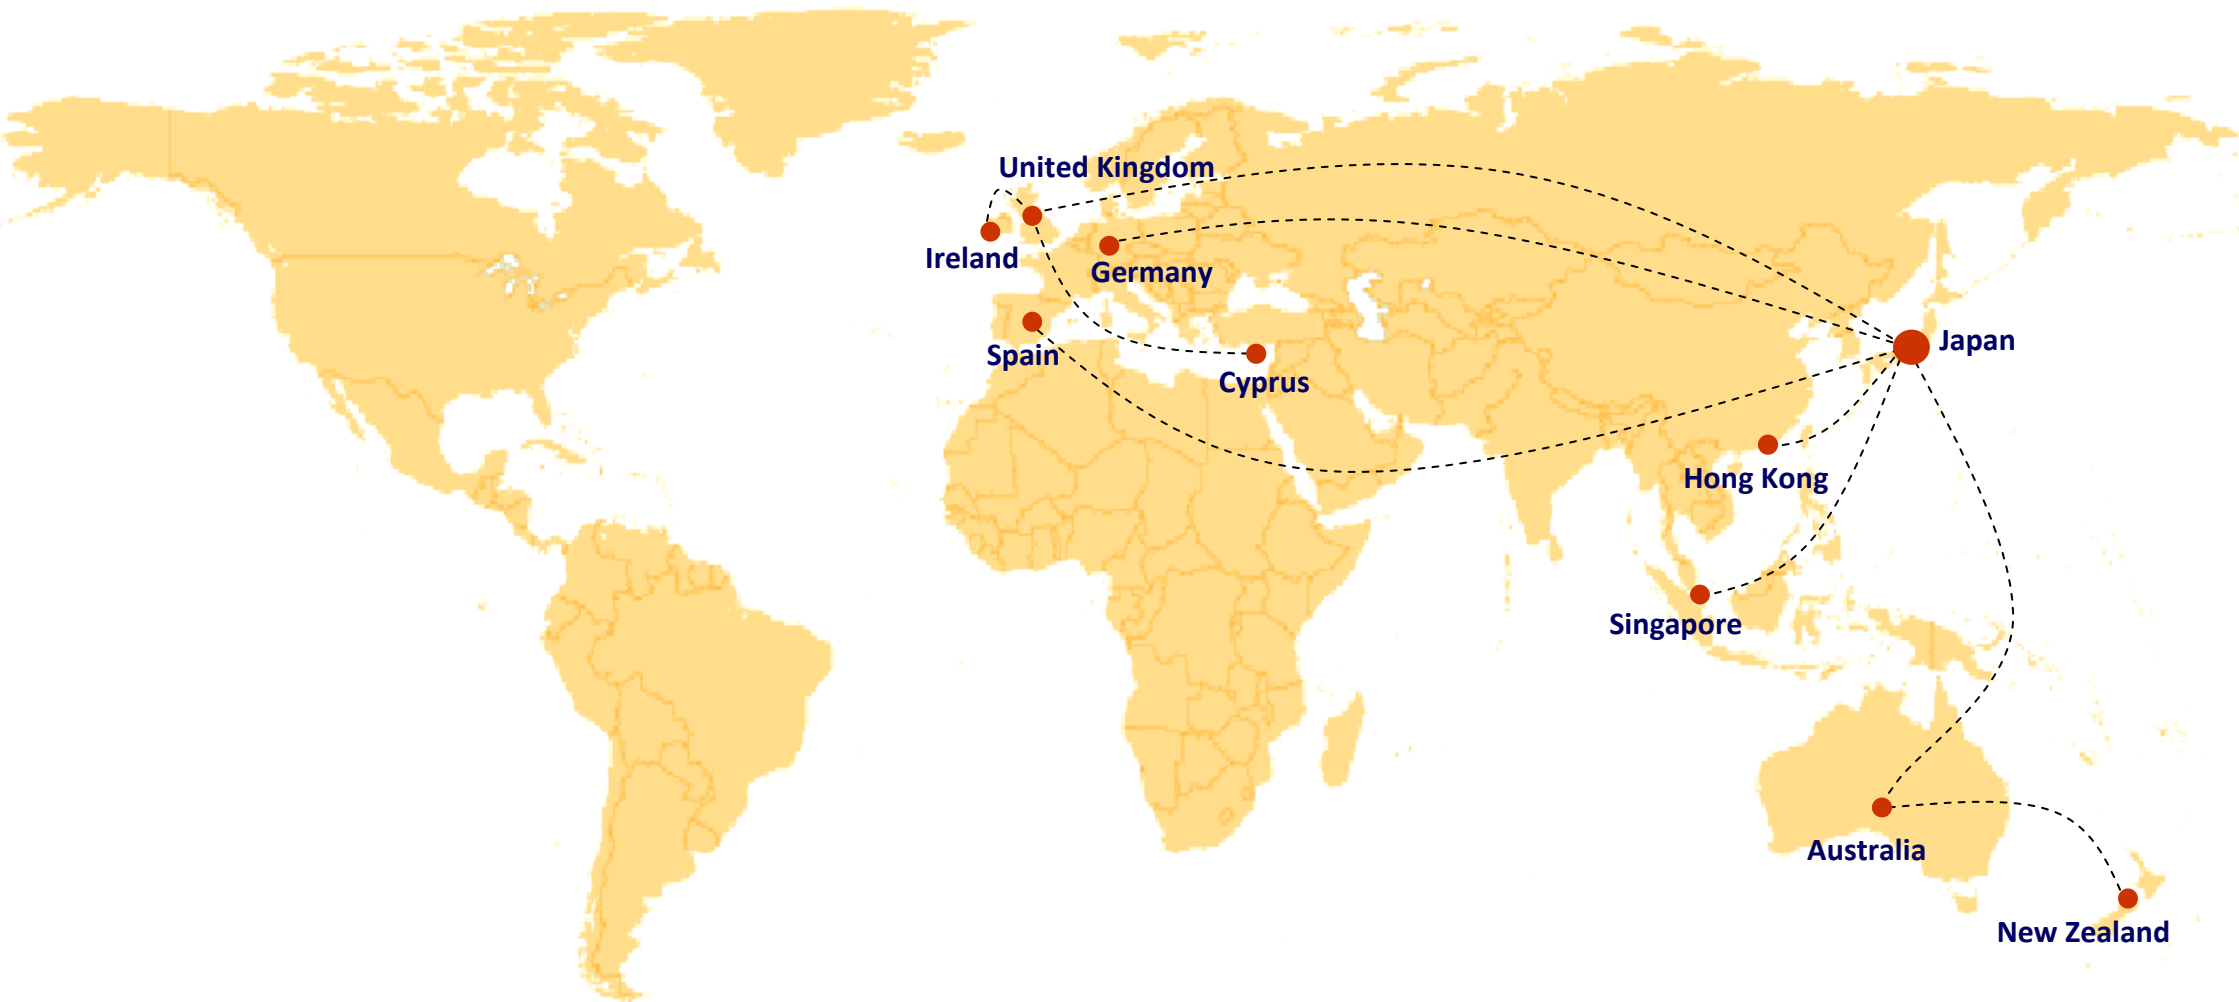 United Kingdom
Ireland
Germany
Japan
Spain
Cyprus
Hong Kong
Singapore
Australia
New Zealand